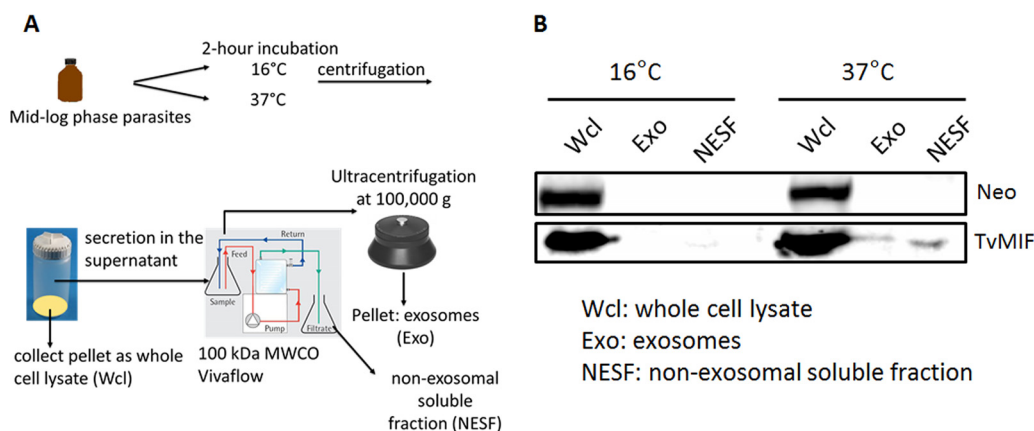 A
2-hour incubation
16°C
centrifugation
37°C
Mid-log phase parasites
Ultracentrifugation
at 100,000 g
secretion in the
supernatant
Return
Feed
Sample
Pump
Filtrate
Pellet: exosomes
(Exo)
collect pellet as whole
cell lysate (Wcl)
100 kDa MWCO
Vivaflow
non-exosomal
soluble
fraction (NESF)
B
16°C
37°C
Wcl
Exo
NESF
Wcl
Exo
NESF
Neo
TvMIF
Wcl: whole cell lysate
Exo: exosomes
NESF: non-exosomal soluble fraction